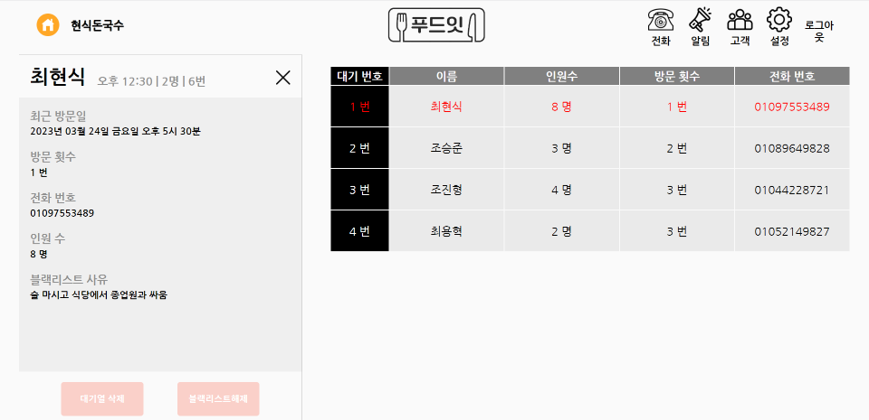 현식돈국수
푸드잇
전화 알림 고객 설정 로그아
웃
최현식 오후 12:30 | 2명 | 6번
최근 방문일
2023년 03월 24일 금요일 오후 5시 30분
방문 횟수
1 번
전화 번호
01097553489
인원 수
8 명
블랙리스트 사유
술 마시고 식당에서 종업원과 싸움
대기열 삭제 블랙리스트해제
대기 번호 이름 인원수 방문 횟수 전화 번호
1 번 최현식 8 명 1 번 01097553489
2 번 조승준 3 명 2 번 01089649828
3 번 조진형 4 명 3 번 01044228721
4 번 최용혁 2 명 3 번 01052149827